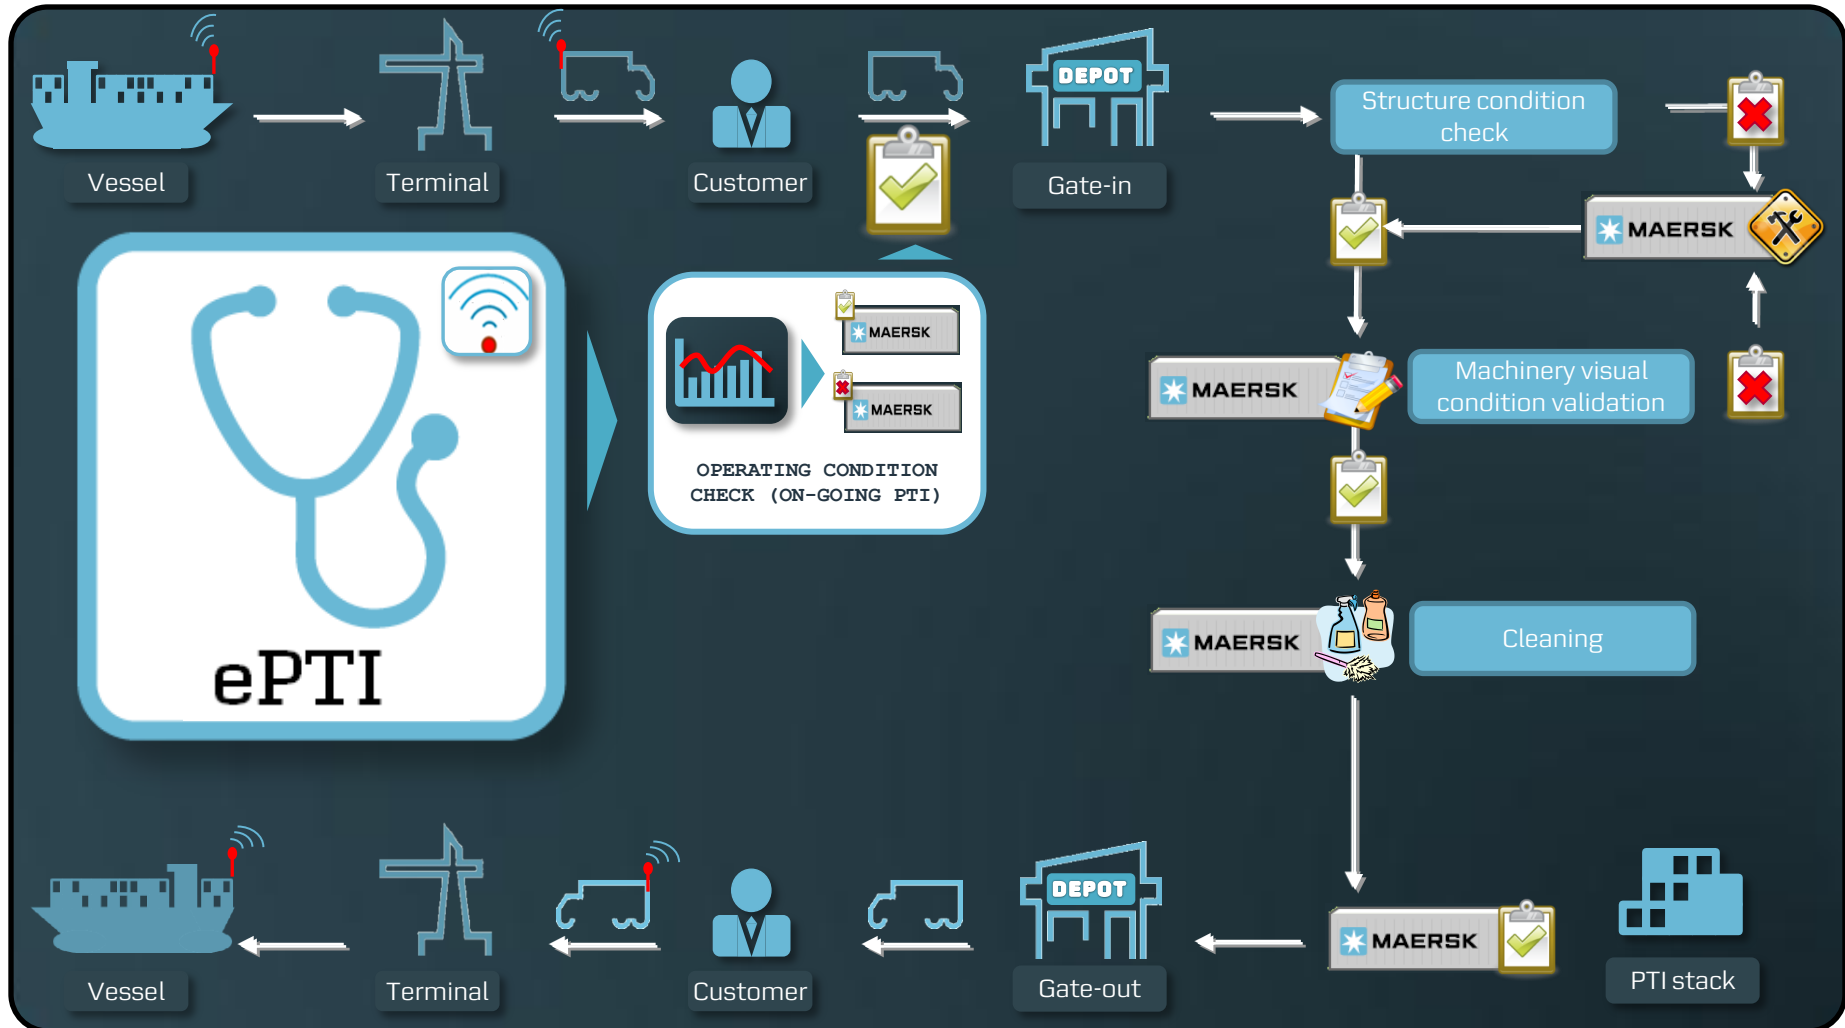 DEPOT
Vessel
Terminal
Customer
Gate-in
Structure condition
check
MAERSK
MAERSK
MAERSK
OPERATING CONDITION
CHECK (ON-GOING PTI)
ePTI
MAERSK
Machinery visual
condition validation
MAERSK
Cleaning
DEPOT
MAERSK
Vessel
Terminal
Customer
Gate-out
PTI stack